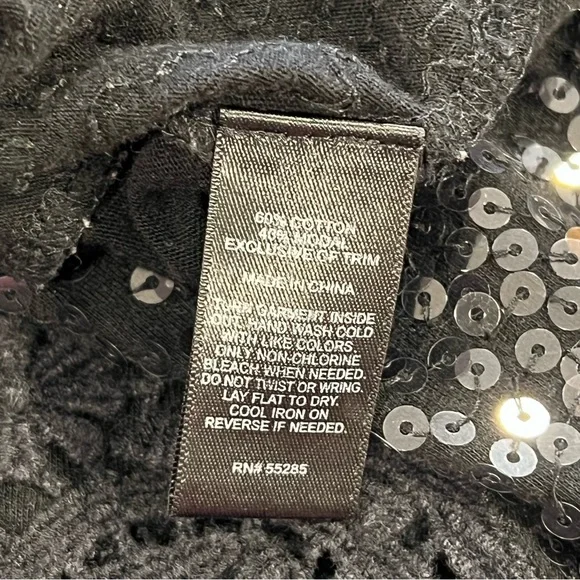 60% COTTON
40% MODAL
EXCLUSIVE OF TRIM
MADE IN CHINA
TURN GARMENT INSIDE
OUT. HAND WASH COLD
WITH LIKE COLORS
ONLY NON-CHLORINE
BLEACH WHEN NEEDED.
DO NOT TWIST OR WRING.
LAY FLAT TO DRY.
COOL IRON ON
REVERSE IF NEEDED.
RN# 55285